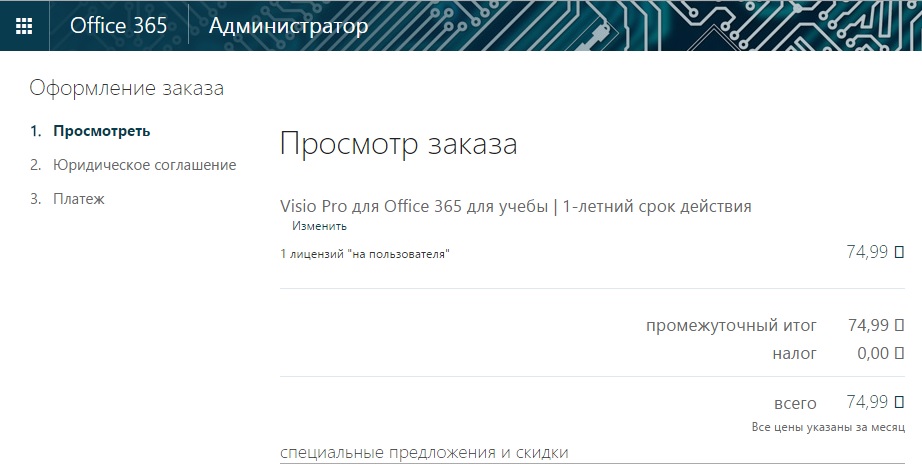 Office 365 Администратор
Оформление заказа
1. Просмотреть
2. Юридическое соглашение
3. Платеж
Просмотр заказа
Visio Pro для Office 365 для учебы | 1-летний срок действия
Изменить
1 лицензий "на пользователя" 74,99 ▯
промежуточный итог 74,99 ▯
налог 0,00 ▯
всего 74,99 ▯
Все цены указаны за месяц
специальные предложения и скидки